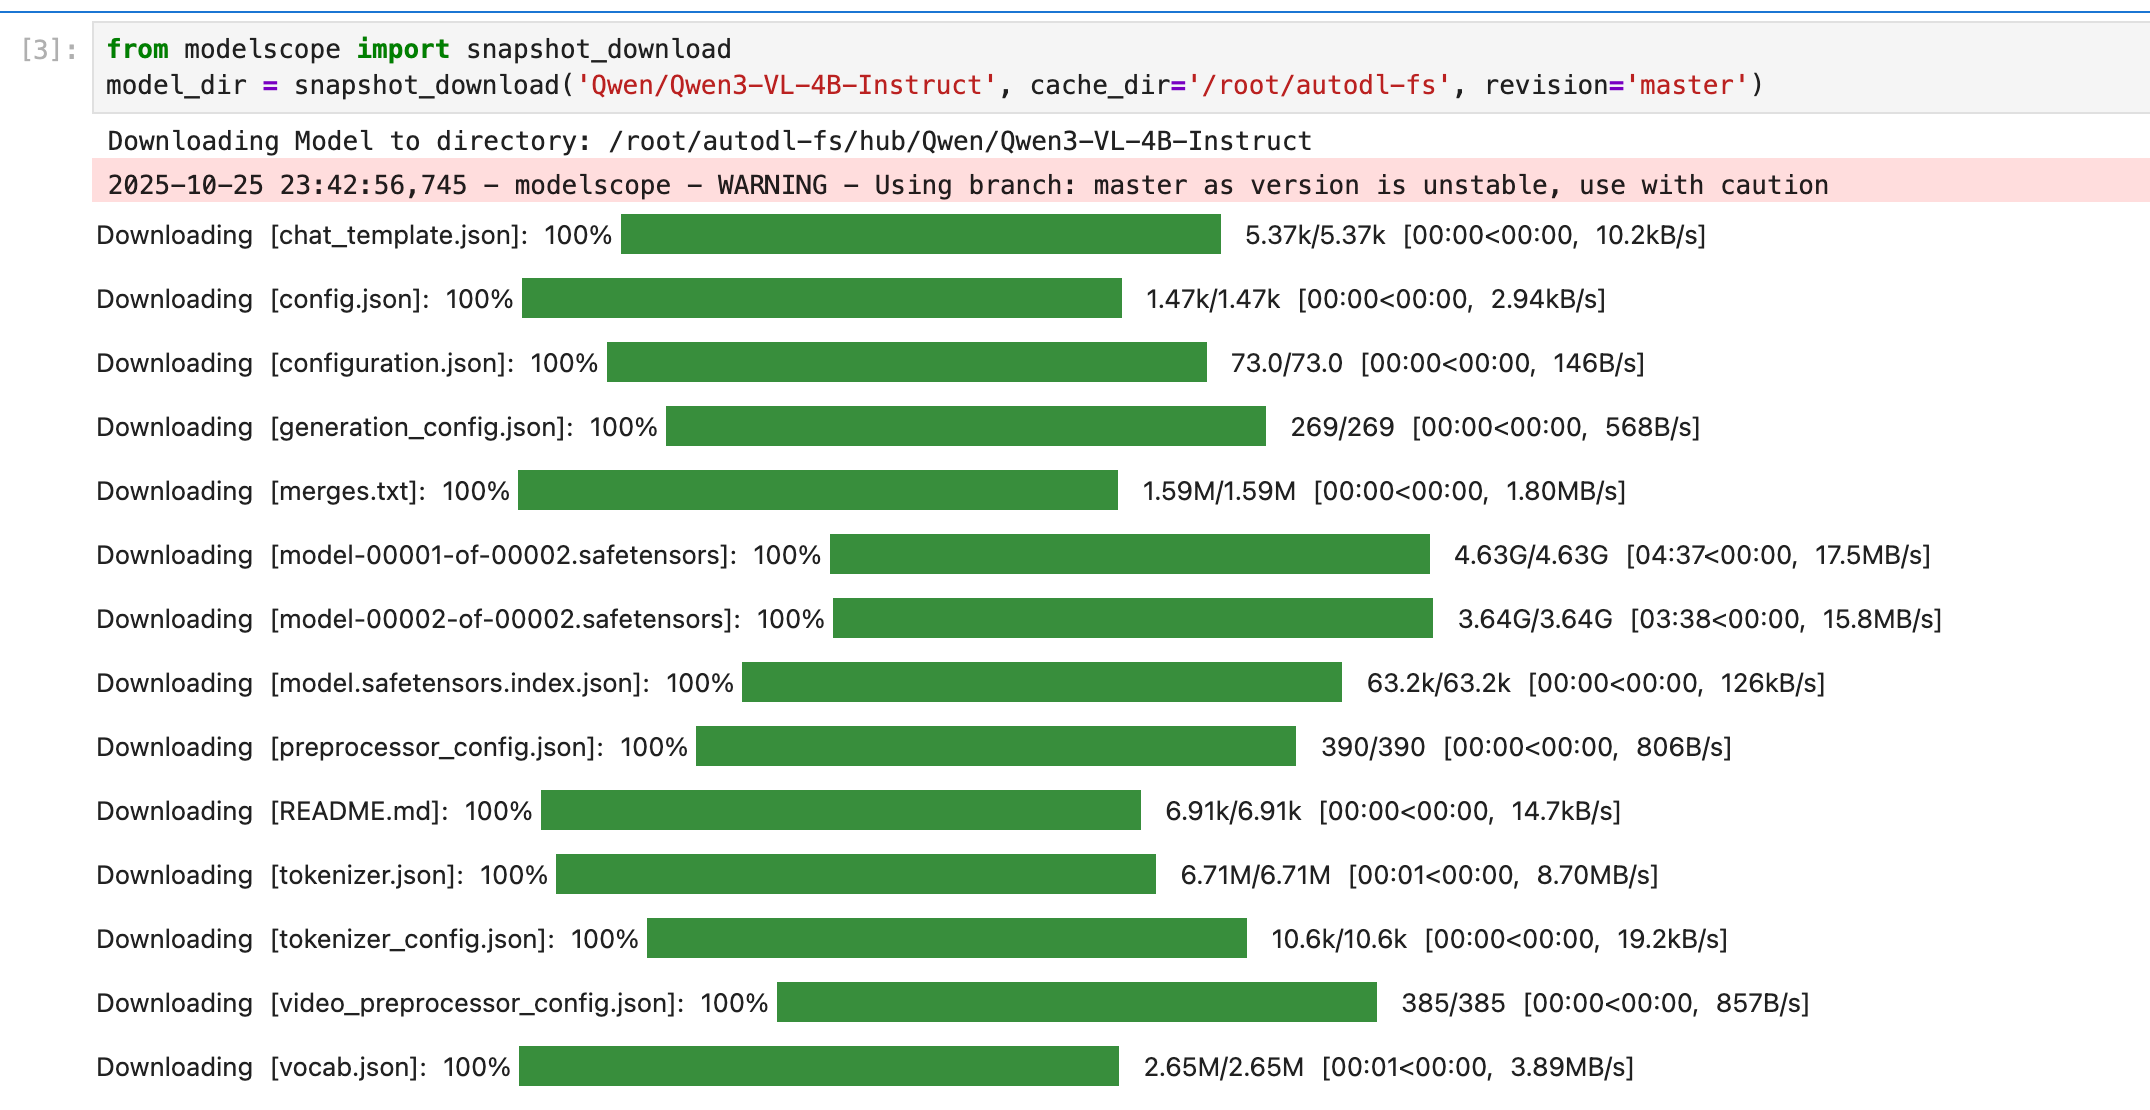 [3]:
from modelscope import snapshot_download
model_dir = snapshot_download('Qwen/Qwen3-VL-4B-Instruct', cache_dir='/root/autodl-fs', revision='master')
Downloading Model to directory: /root/autodl-fs/hub/Qwen/Qwen3-VL-4B-Instruct
2025-10-25 23:42:56,745 - modelscope - WARNING - Using branch: master as version is unstable, use with caution
Downloading [chat_template.json]: 100% 5.37k/5.37k [00:00<00:00, 10.2kB/s]
Downloading [config.json]: 100% 1.47k/1.47k [00:00<00:00, 2.94kB/s]
Downloading [configuration.json]: 100% 73.0/73.0 [00:00<00:00, 146B/s]
Downloading [generation_config.json]: 100% 269/269 [00:00<00:00, 568B/s]
Downloading [merges.txt]: 100% 1.59M/1.59M [00:00<00:00, 1.80MB/s]
Downloading [model-00001-of-00002.safetensors]: 100% 4.63G/4.63G [04:37<00:00, 17.5MB/s]
Downloading [model-00002-of-00002.safetensors]: 100% 3.64G/3.64G [03:38<00:00, 15.8MB/s]
Downloading [model.safetensors.index.json]: 100% 63.2k/63.2k [00:00<00:00, 126kB/s]
Downloading [preprocessor_config.json]: 100% 390/390 [00:00<00:00, 806B/s]
Downloading [README.md]: 100% 6.91k/6.91k [00:00<00:00, 14.7kB/s]
Downloading [tokenizer.json]: 100% 6.71M/6.71M [00:01<00:00, 8.70MB/s]
Downloading [tokenizer_config.json]: 100% 10.6k/10.6k [00:00<00:00, 19.2kB/s]
Downloading [video_preprocessor_config.json]: 100% 385/385 [00:00<00:00, 857B/s]
Downloading [vocab.json]: 100% 2.65M/2.65M [00:01<00:00, 3.89MB/s]